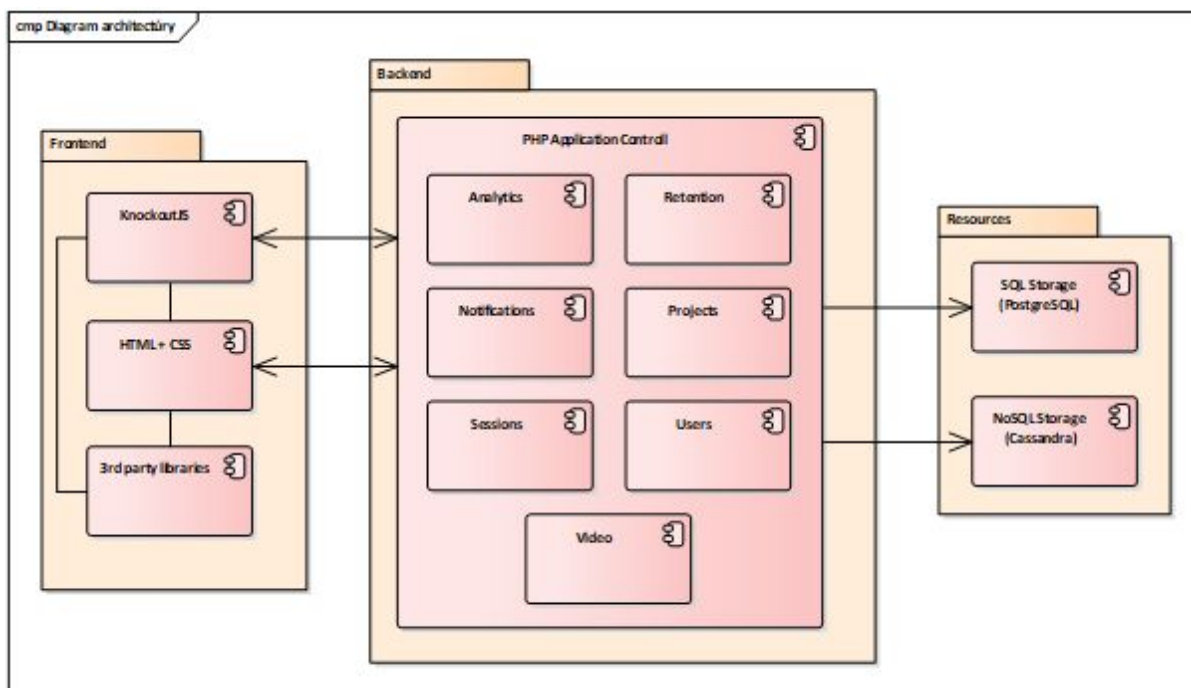 cmp Diagram architectúry
Backend
Frontend
PHP Application Controll
KnockoutJS
HTML + CSS
3rd party libraries
Analytics
Retention
Notifications
Projects
Sessions
Users
Video
Resources
SQL Storage
(PostgreSQL)
NoSQL Storage
(Cassandra)